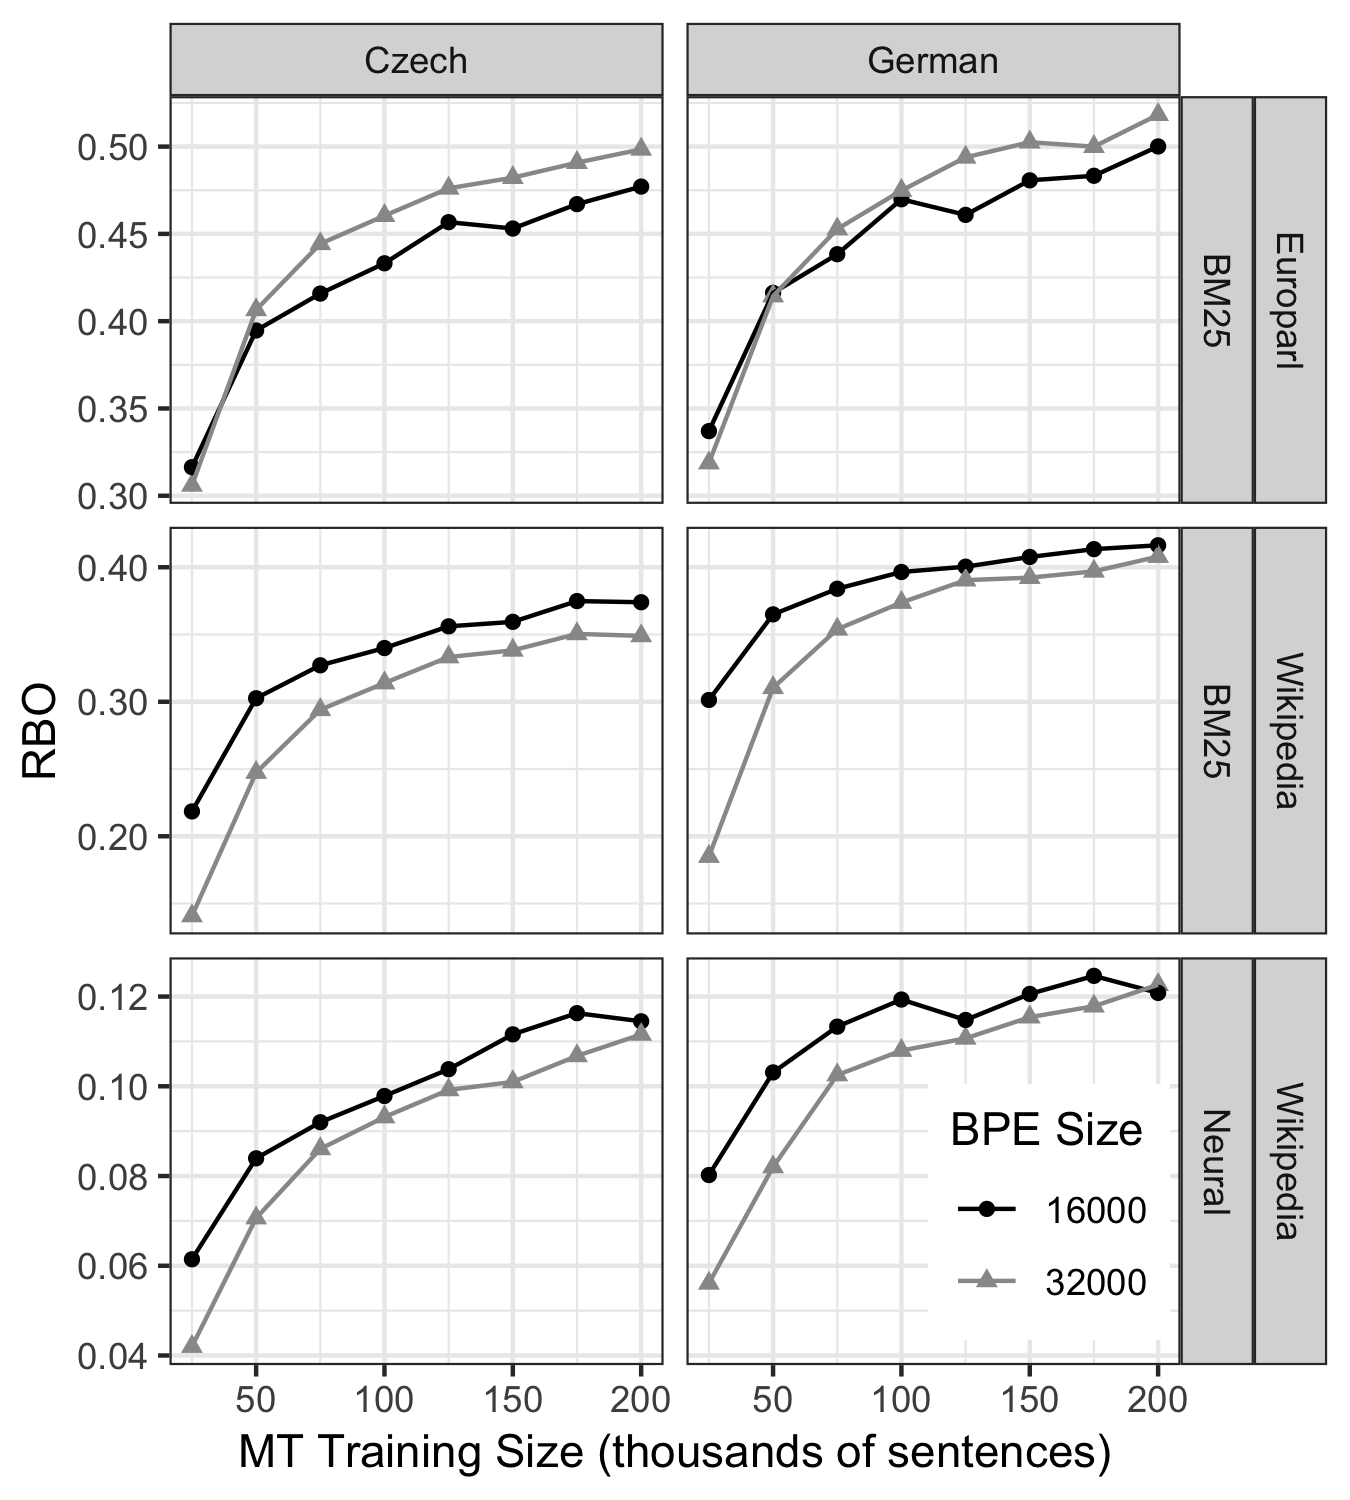 Czech
German
0.50
0.45
0.40
0.35
0.30
BM25
Europarl
0.40
0.30
0.20
BM25
Wikipedia
RBO
0.12
0.10
0.08
0.06
0.04
BPE Size
16000
32000
Neural
Wikipedia
50 100 150 200 50 100 150 200
MT Training Size (thousands of sentences)